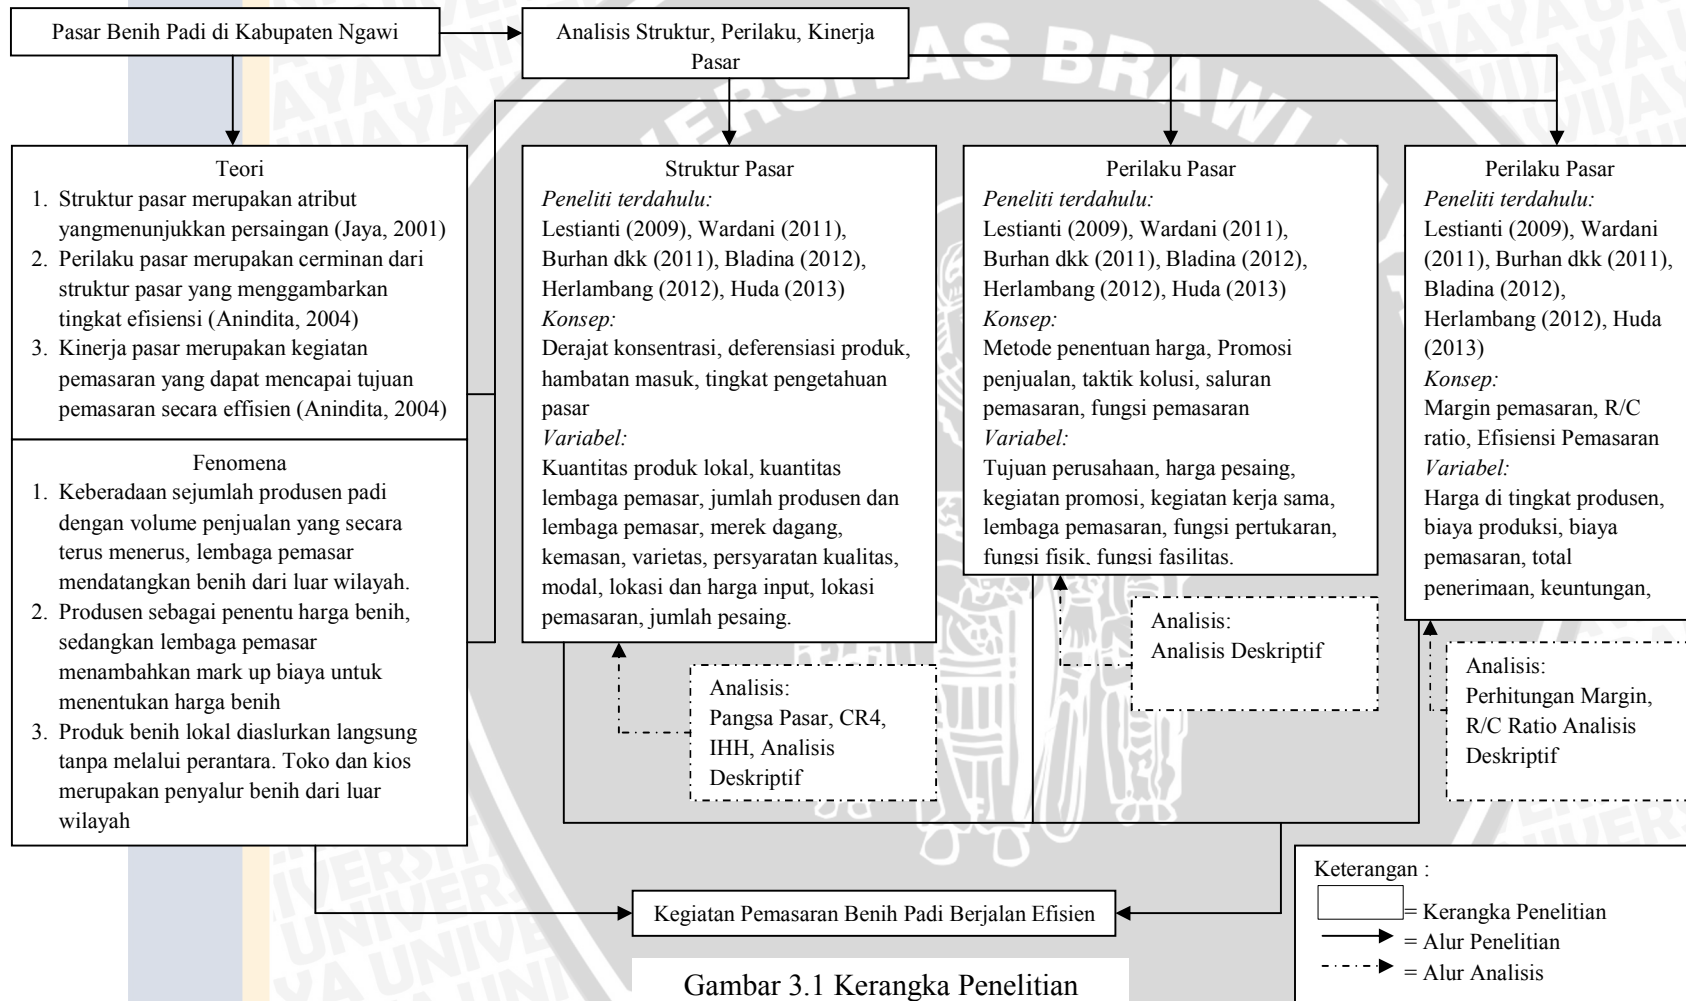 Pasar Benih Padi di Kabupaten Ngawi
Analisis Struktur, Perilaku, Kinerja
Pasar
Teori
1. Struktur pasar merupakan atribut
yangmenunjukkan persaingan (Jaya, 2001)
2. Perilaku pasar merupakan cerminan dari
struktur pasar yang menggambarkan
tingkat efisiensi (Anindita, 2004)
3. Kinerja pasar merupakan kegiatan
pemasaran yang dapat mencapai tujuan
pemasaran secara effisien (Anindita, 2004)
Fenomena
1. Keberadaan sejumlah produsen padi
dengan volume penjualan yang secara
terus menerus, lembaga pemasar
mendatangkan benih dari luar wilayah.
2. Produsen sebagai penentu harga benih,
sedangkan lembaga pemasar
menambahkan mark up biaya untuk
menentukan harga benih
3. Produk benih lokal diaslurkan langsung
tanpa melalui perantara. Toko dan kios
merupakan penyalur benih dari luar
wilayah
Struktur Pasar
Peneliti terdahulu:
Lestianti (2009), Wardani (2011),
Burhan dkk (2011), Bladina (2012),
Herlambang (2012), Huda (2013)
Konsep:
Derajat konsentrasi, deferensiasi produk,
hambatan masuk, tingkat pengetahuan
pasar
Variabel:
Kuantitas produk lokal, kuantitas
lembaga pemasar, jumlah produsen dan
lembaga pemasar, merek dagang,
kemasan, varietas, persyaratan kualitas,
modal, lokasi dan harga input, lokasi
pemasaran, jumlah pesaing.
Analisis:
Pangsa Pasar, CR4,
IHH, Analisis
Deskriptif
Perilaku Pasar
Peneliti terdahulu:
Lestianti (2009), Wardani (2011),
Burhan dkk (2011), Bladina (2012),
Herlambang (2012), Huda (2013)
Konsep:
Metode penentuan harga, Promosi
penjualan, taktik kolusi, saluran
pemasaran, fungsi pemasaran
Variabel:
Tujuan perusahaan, harga pesaing,
kegiatan promosi, kegiatan kerja sama,
lembaga pemasaran, fungsi pertukaran,
fungsi fisik, fungsi fasilitas.
Analisis:
Analisis Deskriptif
Perilaku Pasar
Peneliti terdahulu:
Lestianti (2009), Wardani
(2011), Burhan dkk (2011),
Bladina (2012),
Herlambang (2012), Huda
(2013)
Konsep:
Margin pemasaran, R/C
ratio, Efisiensi Pemasaran
Variabel:
Harga di tingkat produsen,
biaya produksi, biaya
pemasaran, total
penerimaan, keuntungan,
Analisis:
Perhitungan Margin,
R/C Ratio Analisis
Deskriptif
Kegiatan Pemasaran Benih Padi Berjalan Efisien
Keterangan :
= Kerangka Penelitian
= Alur Penelitian
= Alur Analisis
Gambar 3.1 Kerangka Penelitian